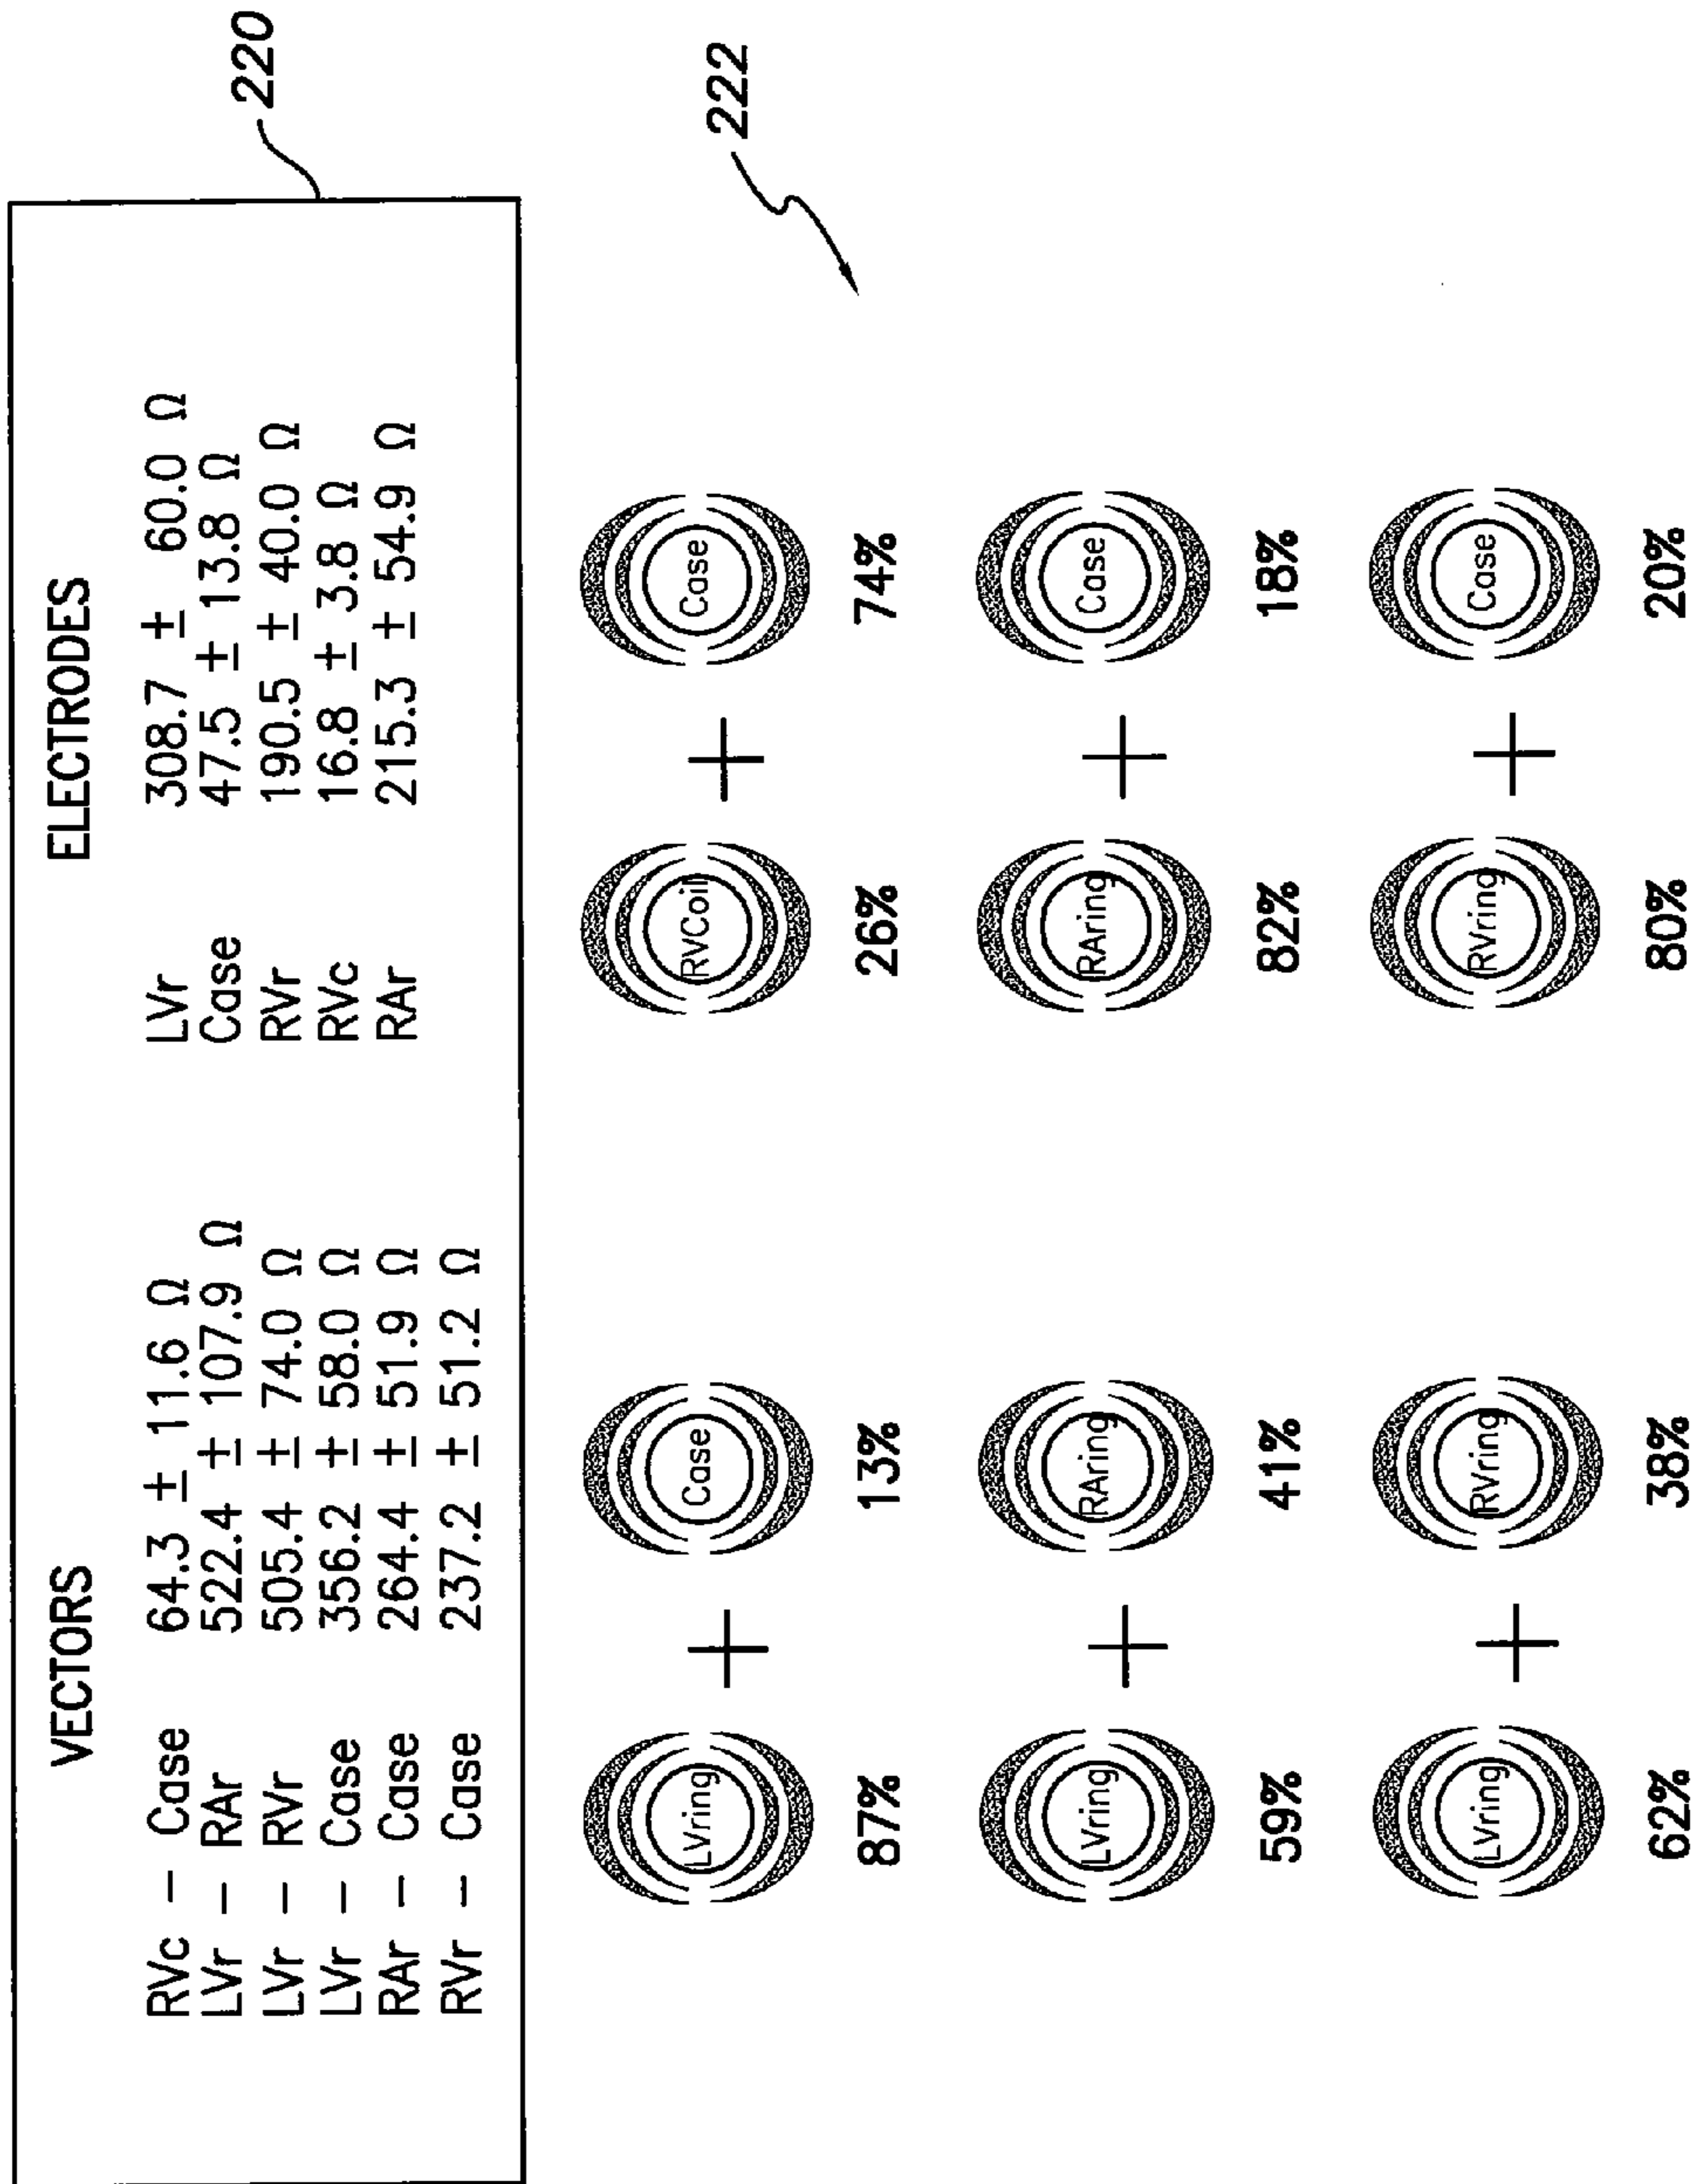 220
VECTORS ELECTRODES
RVc – Case 64.3 ± 11.6 Ω LVr 308.7 ± 60.0 Ω
LVr – RAr 522.4 ± 107.9 Ω Case 47.5 ± 13.8 Ω
LVr – RVr 505.4 ± 74.0 Ω RVr 190.5 ± 40.0 Ω
LVr – Case 356.2 ± 58.0 Ω RVc 16.8 ± 3.8 Ω
RAr – Case 264.4 ± 51.9 Ω RAr 215.3 ± 54.9 Ω
RVr – Case 237.2 ± 51.2 Ω
222
LVring + Case RVCoil + Case
87% 13% 26% 74%
LVring + RAring RAring + Case
59% 41% 82% 18%
LVring + RVring RVring + Case
62% 38% 80% 20%